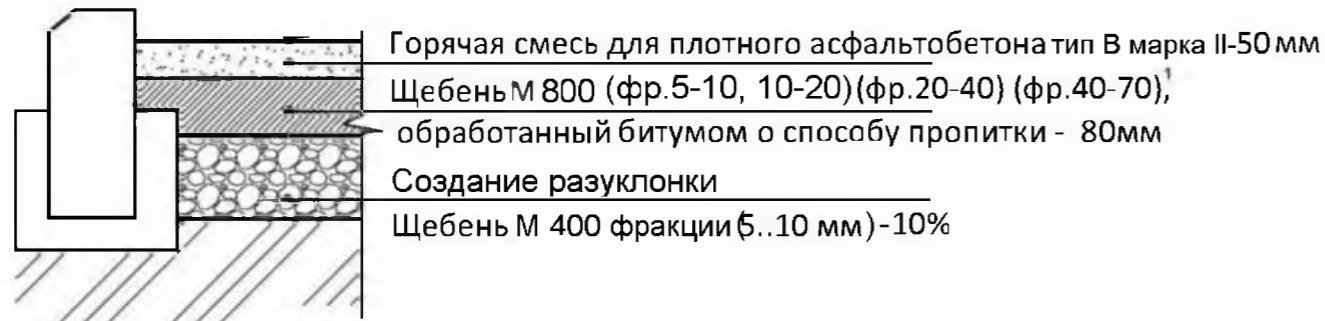 Горячая смесь для плотного асфальтобетона тип В марка II-50 мм
Щебень М 800 (фр.5-10, 10-20)(фр.20-40) (фр.40-70),
обработанный битумом о способу пропитки - 80мм
Создание разуклонки
Щебень М 400 фракции (5..10 мм)-10%